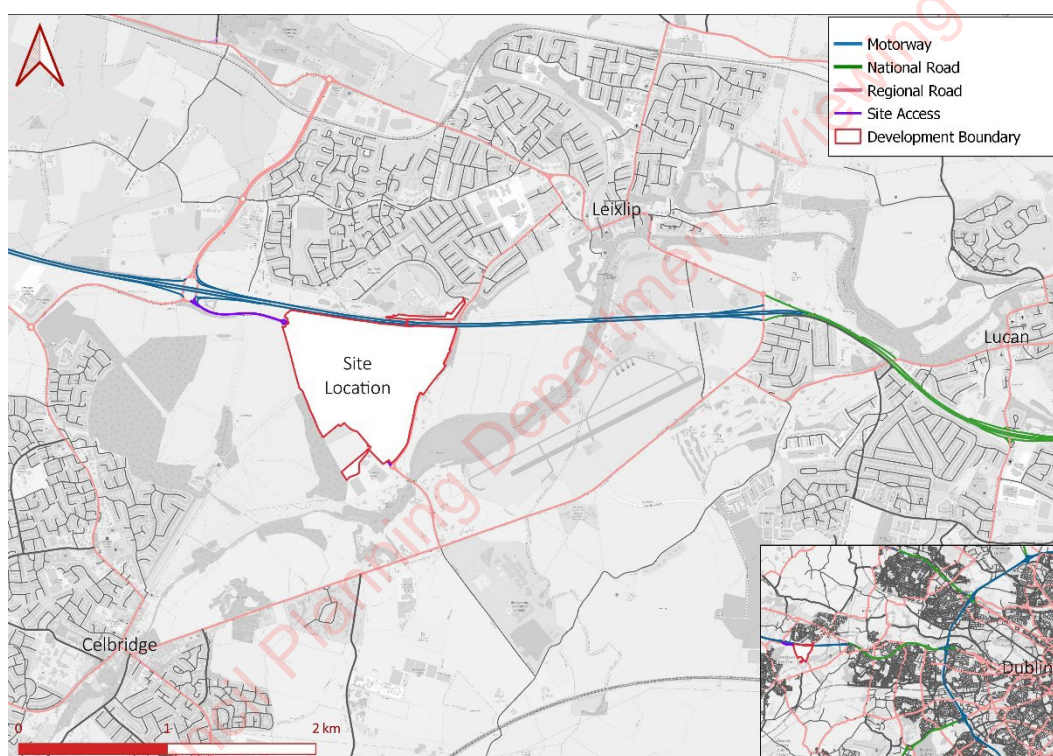 Motorway
National Road
Regional Road
Site Access
Development Boundary
Leixlip
Lucan
Site
Location
Celbridge
0 1 2 km
Dublin
Planning Department - Viewing